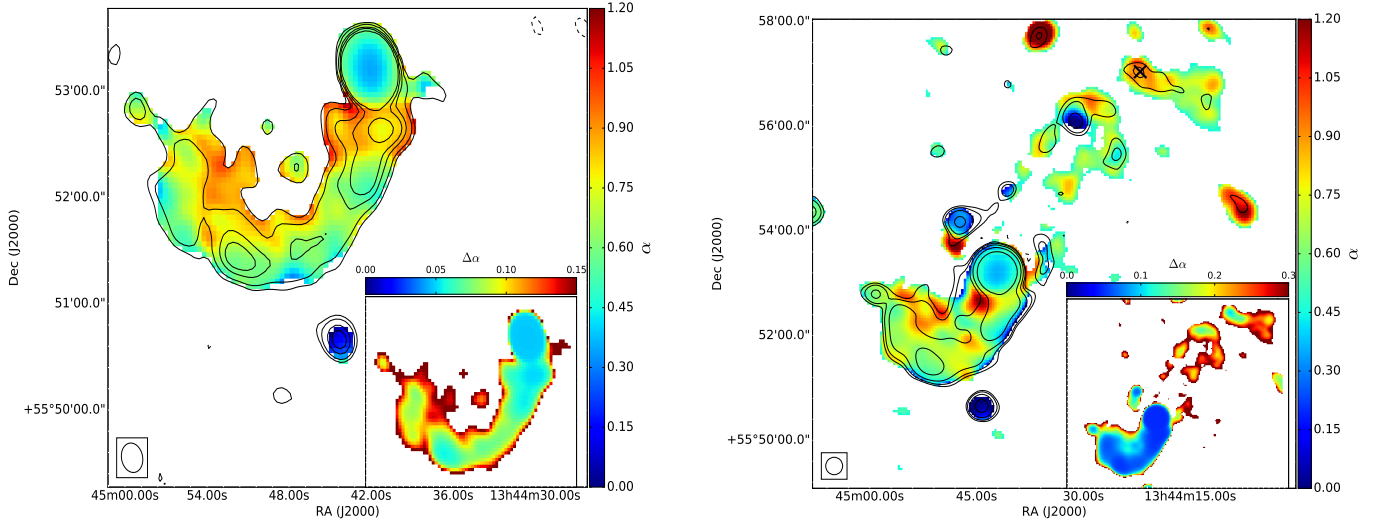 53'00.0"
52'00.0"
51'00.0"
+55°50'00.0"
Dec (J2000)
45m00.00s 54.00s 48.00s 42.00s 36.00s 13h44m30.00s
RA (J2000)
Δα
0.00 0.05 0.10 0.15
1.20
1.05
0.90
0.75
0.60
0.45
0.30
0.15
0.00
α
58'00.0"
56'00.0"
54'00.0"
52'00.0"
+55°50'00.0"
Dec (J2000)
45m00.00s 45.00s 30.00s 13h44m15.00s
RA (J2000)
Δα
0.0 0.1 0.2 0.3
1.20
1.05
0.90
0.75
0.60
0.45
0.30
0.15
0.00
α